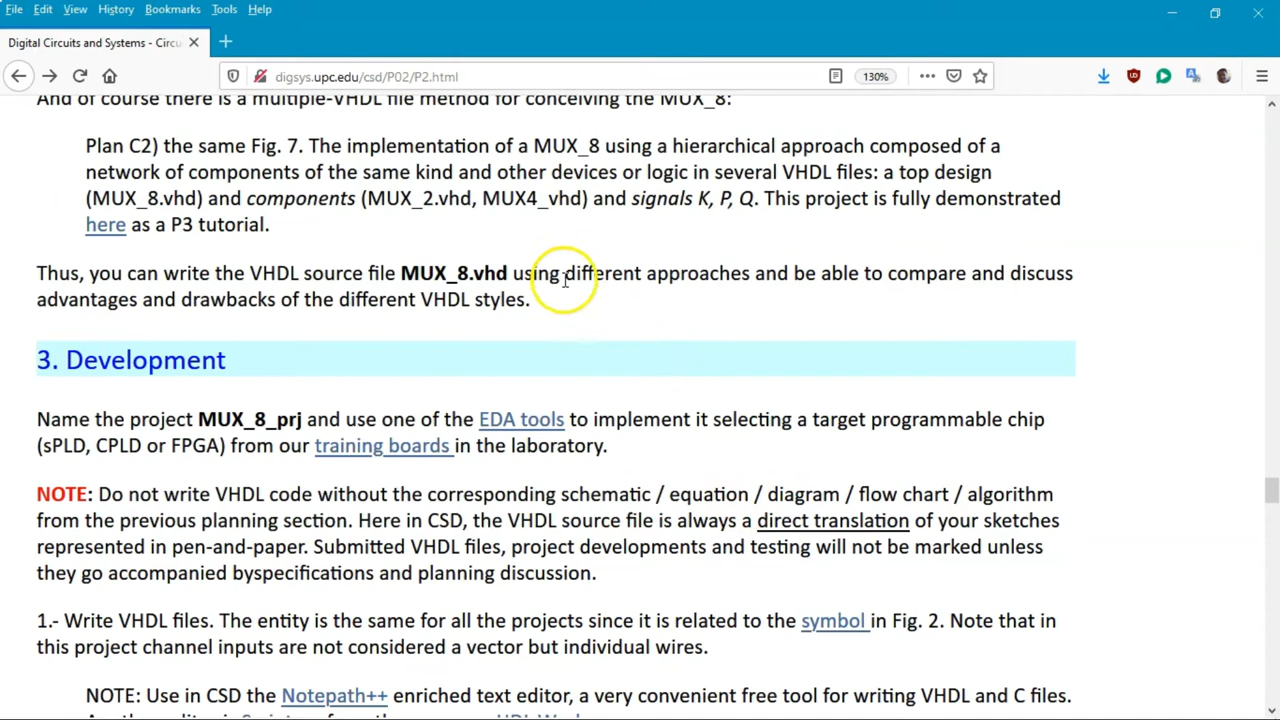 File Edit View History Bookmarks Tools Help
Digital Circuits and Systems - Circu
digsys.upc.edu/csd/P02/P2.html 130%
And of course there is a multiple-VHDL file method for conceiving the MUX_8:
Plan C2) the same Fig. 7. The implementation of a MUX_8 using a hierarchical approach composed of a
network of components of the same kind and other devices or logic in several VHDL files: a top design
(MUX_8.vhd) and components (MUX_2.vhd, MUX4_vhd) and signals K, P, Q. This project is fully demonstrated
here as a P3 tutorial.
Thus, you can write the VHDL source file MUX_8.vhd using different approaches and be able to compare and discuss
advantages and drawbacks of the different VHDL styles.
3. Development
Name the project MUX_8_prj and use one of the EDA tools to implement it selecting a target programmable chip
(sPLD, CPLD or FPGA) from our training boards in the laboratory.
NOTE: Do not write VHDL code without the corresponding schematic / equation / diagram / flow chart / algorithm
from the previous planning section. Here in CSD, the VHDL source file is always a direct translation of your sketches
represented in pen-and-paper. Submitted VHDL files, project developments and testing will not be marked unless
they go accompanied byspecifications and planning discussion.
1.- Write VHDL files. The entity is the same for all the projects since it is related to the symbol in Fig. 2. Note that in
this project channel inputs are not considered a vector but individual wires.
NOTE: Use in CSD the Notepath++ enriched text editor, a very convenient free tool for writing VHDL and C files.